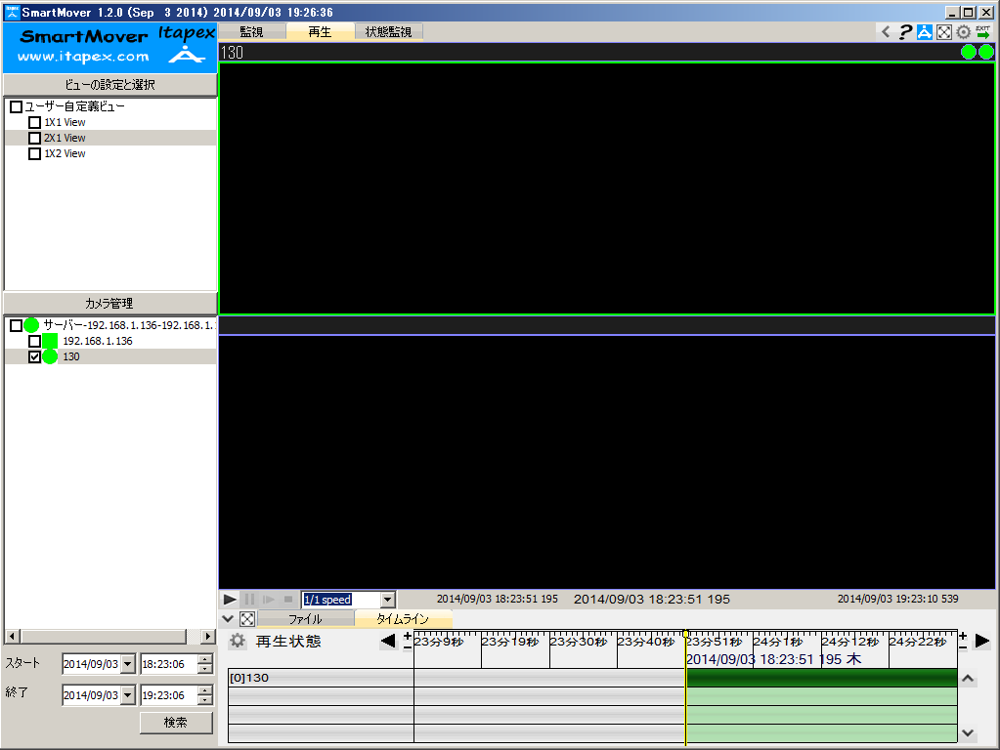 SmartMover 1.2.0 (Sep  3 2014) 2014/09/03 19:26:36
SmartMover Itapex
www.itapex.com
監視 再生 状態監視
? EXIT
130
ビューの設定と選択
ユーザー自定義ビュー
1X1 View
2X1 View
1X2 View
カメラ管理
サーバー-192.168.1.136-192.168.1.
192.168.1.136
130
スタート 2014/09/03 18:23:06
終了 2014/09/03 19:23:06
検索
1/1 speed 2014/09/03 18:23:51 195 2014/09/03 18:23:51 195 2014/09/03 19:23:10 539
ファイル タイムライン
再生状態 23分9秒 23分19秒 23分30秒 23分40秒 23分51秒 24分1秒 24分12秒 24分22秒
2014/09/03 18:23:51 195 木
[0]130